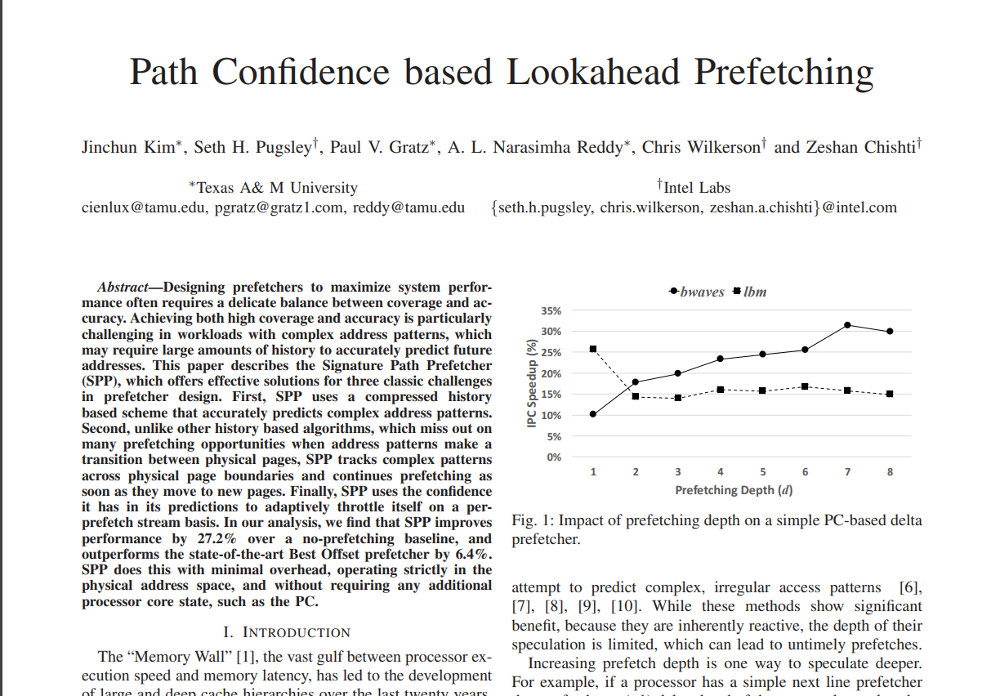 Path Confidence based Lookahead Prefetching
Jinchun Kim*, Seth H. Pugsley†, Paul V. Gratz*, A. L. Narasimha Reddy*, Chris Wilkerson† and Zeshan Chishti†
*Texas A& M University
cienlux@tamu.edu, pgratz@gratz1.com, reddy@tamu.edu
†Intel Labs
{seth.h.pugsley, chris.wilkerson, zeshan.a.chishti}@intel.com
Abstract—Designing prefetchers to maximize system perfor-
mance often requires a delicate balance between coverage and ac-
curacy. Achieving both high coverage and accuracy is particularly
challenging in workloads with complex address patterns, which
may require large amounts of history to accurately predict future
addresses. This paper describes the Signature Path Prefetcher
(SPP), which offers effective solutions for three classic challenges
in prefetcher design. First, SPP uses a compressed history
based scheme that accurately predicts complex address patterns.
Second, unlike other history based algorithms, which miss out on
many prefetching opportunities when address patterns make a
transition between physical pages, SPP tracks complex patterns
across physical page boundaries and continues prefetching as
soon as they move to new pages. Finally, SPP uses the confidence
it has in its predictions to adaptively throttle itself on a per-
prefetch stream basis. In our analysis, we find that SPP improves
performance by 27.2% over a no-prefetching baseline, and
outperforms the state-of-the-art Best Offset prefetcher by 6.4%.
SPP does this with minimal overhead, operating strictly in the
physical address space, and without requiring any additional
processor core state, such as the PC.
I. INTRODUCTION
The “Memory Wall” [1], the vast gulf between processor ex-
ecution speed and memory latency, has led to the development
of large and deep cache hierarchies over the last twenty years.
bwaves lbm
35%
30%
25%
20%
15%
10%
5%
0%
IPC Speedup (%)
1 2 3 4 5 6 7 8
Prefetching Depth (d)
Fig. 1: Impact of prefetching depth on a simple PC-based delta
prefetcher.
attempt to predict complex, irregular access patterns [6],
[7], [8], [9], [10]. While these methods show significant
benefit, because they are inherently reactive, the depth of their
speculation is limited, which can lead to untimely prefetches.
Increasing prefetch depth is one way to speculate deeper.
For example, if a processor has a simple next line prefetcher